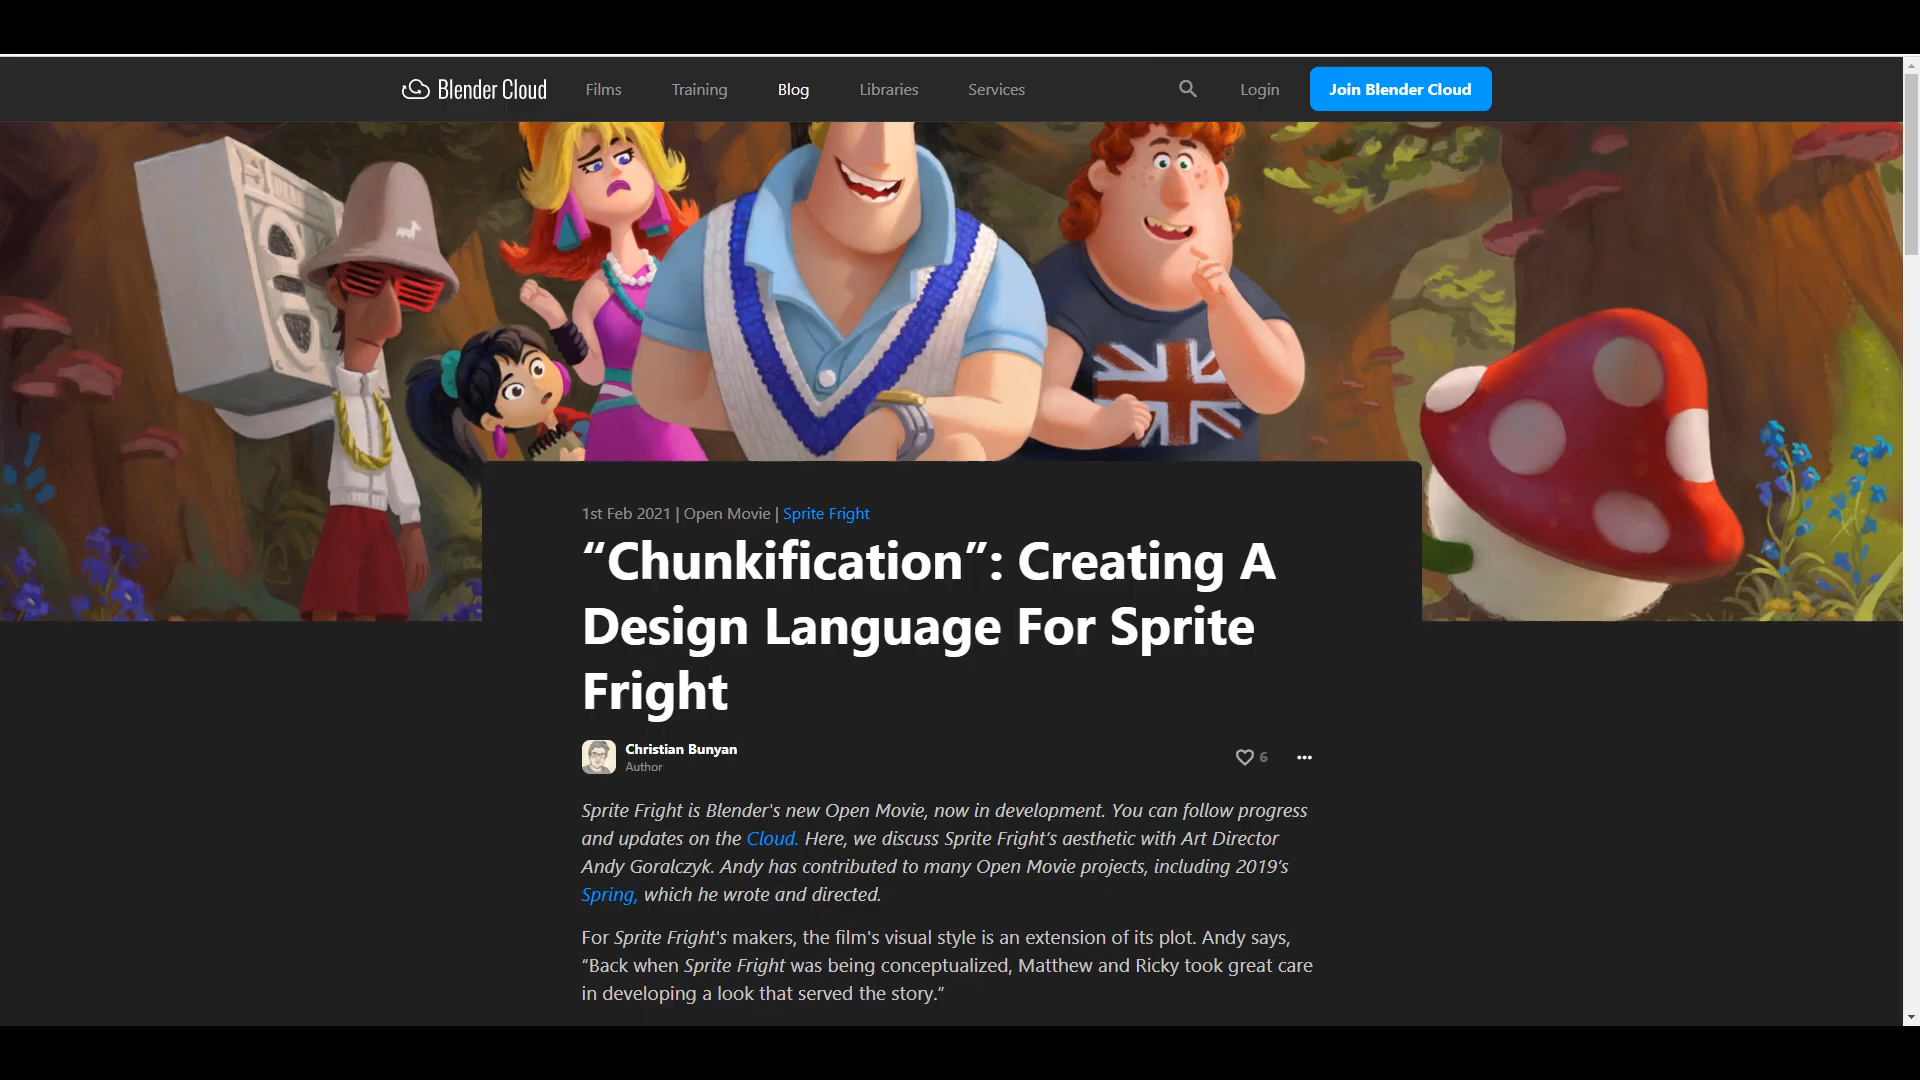 Blender Cloud Films Training Blog Libraries Services Login Join Blender Cloud
1st Feb 2021 | Open Movie | Sprite Fright
“Chunkification”: Creating A
Design Language For Sprite
Fright
Christian Bunyan
Author
6
Sprite Fright is Blender's new Open Movie, now in development. You can follow progress
and updates on the Cloud. Here, we discuss Sprite Fright’s aesthetic with Art Director
Andy Goralczyk. Andy has contributed to many Open Movie projects, including 2019’s
Spring, which he wrote and directed.
For Sprite Fright's makers, the film's visual style is an extension of its plot. Andy says,
“Back when Sprite Fright was being conceptualized, Matthew and Ricky took great care
in developing a look that served the story.”